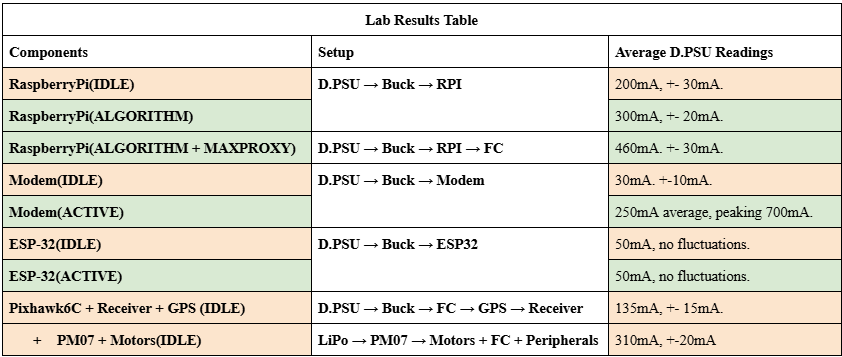 Lab Results Table
Components Setup Average D.PSU Readings
RaspberryPi(IDLE) D.PSU → Buck → RPI 200mA, +- 30mA.
RaspberryPi(ALGORITHM) 300mA, +- 20mA.
RaspberryPi(ALGORITHM + MAXPROXY) D.PSU → Buck → RPI → FC 460mA. +- 30mA.
Modem(IDLE) D.PSU → Buck → Modem 30mA. +-10mA.
Modem(ACTIVE) 250mA average, peaking 700mA.
ESP-32(IDLE) D.PSU → Buck → ESP32 50mA, no fluctuations.
ESP-32(ACTIVE) 50mA, no fluctuations.
Pixhawk6C + Receiver + GPS (IDLE) D.PSU → Buck → FC → GPS → Receiver 135mA, +- 15mA.
+ PM07 + Motors(IDLE) LiPo → PM07 → Motors + FC + Peripherals 310mA, +-20mA